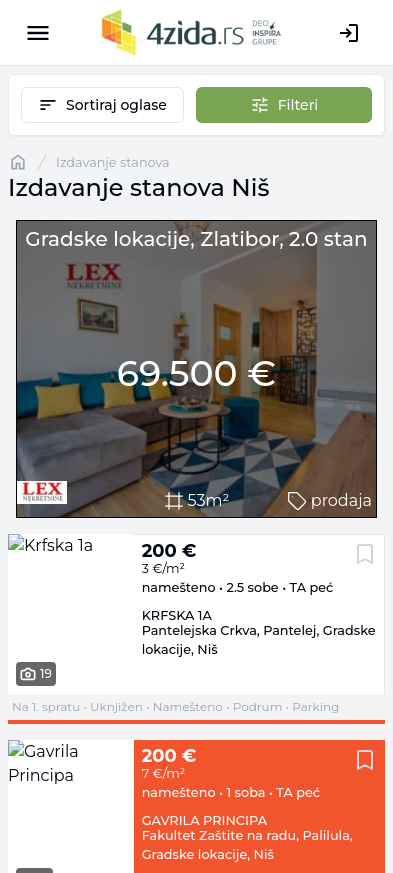 4zida.rs
DEO
INSPIRA
GRUPE
Sortiraj oglase
Filteri
Izdavanje stanova
Izdavanje stanova Niš
Gradske lokacije, Zlatibor, 2.0 stan
LEX
NEKRETNINE
69.500 €
LEX
NEKRETNINE
53m²
prodaja
Krfska 1a
200 €
3 €/m²
namešteno • 2.5 sobe • TA peć
KRFSKA 1A
Pantelejska Crkva, Pantelej, Gradske
lokacije, Niš
19
Na 1. spratu • Uknjižen • Namešteno • Podrum • Parking
Gavrila
Principa
200 €
7 €/m²
namešteno • 1 soba • TA peć
GAVRILA PRINCIPA
Fakultet Zaštite na radu, Palilula,
Gradske lokacije, Niš